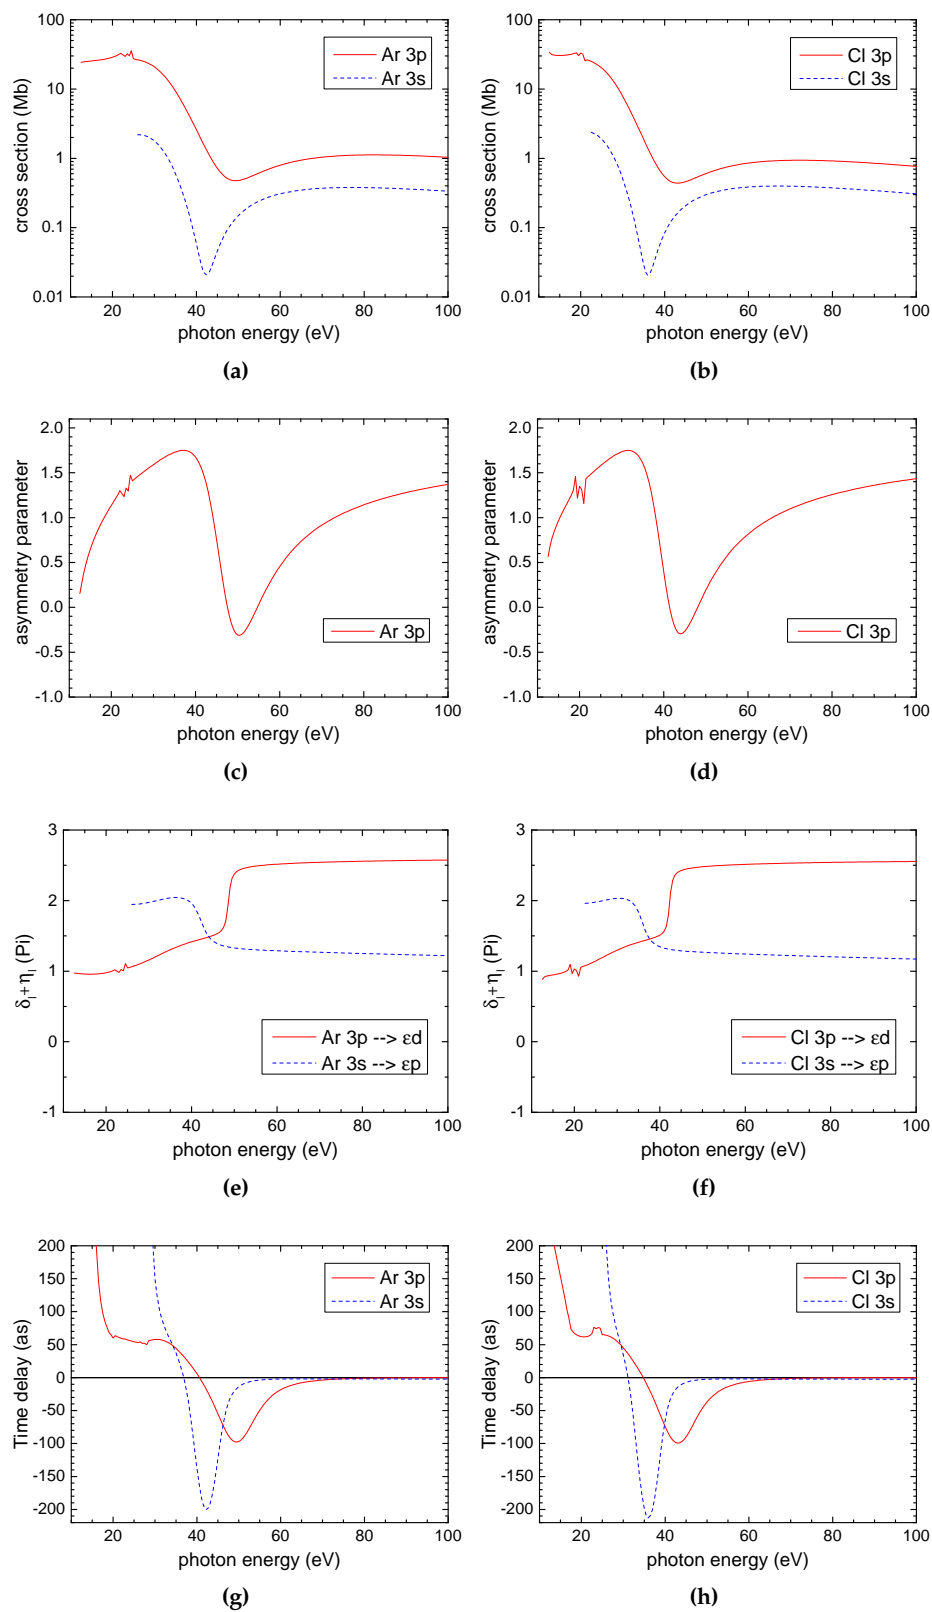 100
10
1
0.1
0.01
cross section (Mb)
Ar 3p
Ar 3s
20 40 60 80 100
photon energy (eV)
(a)
100
10
1
0.1
0.01
cross section (Mb)
Cl 3p
Cl 3s
20 40 60 80 100
photon energy (eV)
(b)
2.0
1.5
1.0
0.5
0.0
-0.5
-1.0
asymmetry parameter
Ar 3p
20 40 60 80 100
photon energy (eV)
(c)
2.0
1.5
1.0
0.5
0.0
-0.5
-1.0
asymmetry parameter
Cl 3p
20 40 60 80 100
photon energy (eV)
(d)
3
2
1
0
-1
δl+ηl (Pi)
Ar 3p --> εd
Ar 3s --> εp
20 40 60 80 100
photon energy (eV)
(e)
3
2
1
0
-1
δl+ηl (Pi)
Cl 3p --> εd
Cl 3s --> εp
20 40 60 80 100
photon energy (eV)
(f)
200
150
100
50
0
-50
-100
-150
-200
Time delay (as)
Ar 3p
Ar 3s
20 40 60 80 100
photon energy (eV)
(g)
200
150
100
50
0
-50
-100
-150
-200
Time delay (as)
Cl 3p
Cl 3s
20 40 60 80 100
photon energy (eV)
(h)